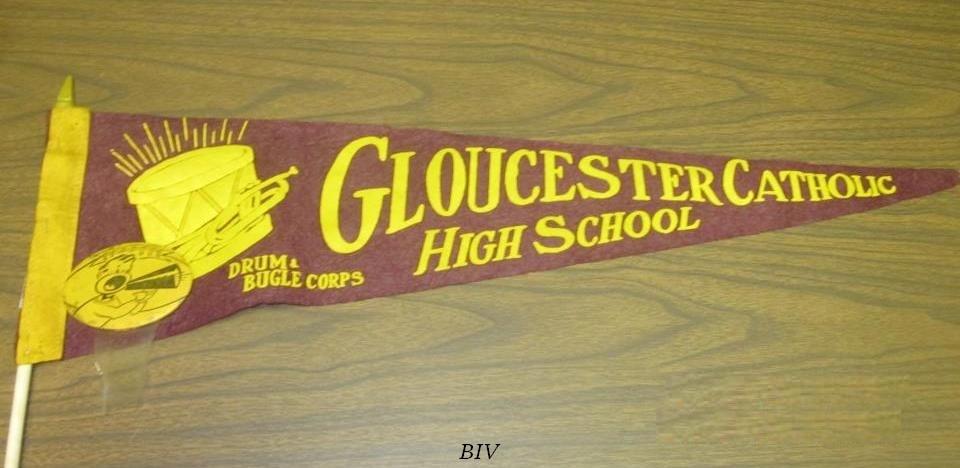 GLOUCESTER CATHOLIC
HIGH SCHOOL
DRUM &
BUGLE CORPS
BIV